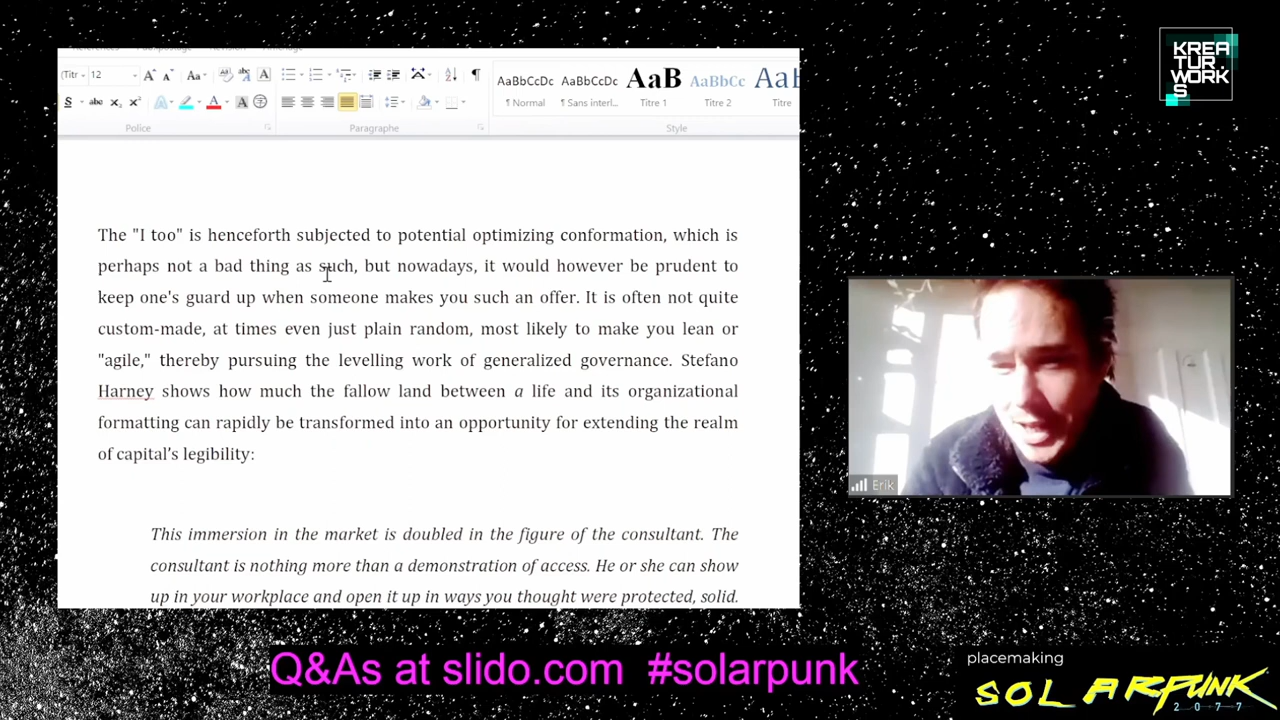 (Titr
12
Aa
AaBbCcDc
AaBbCcDc
AaB
AaBbCc
AaB
¶ Normal
¶ Sans interl...
Titre 1
Titre 2
Titre
Police
Paragraphe
Style
The "I too" is henceforth subjected to potential optimizing conformation, which is
perhaps not a bad thing as such, but nowadays, it would however be prudent to
keep one's guard up when someone makes you such an offer. It is often not quite
custom-made, at times even just plain random, most likely to make you lean or
"agile," thereby pursuing the levelling work of generalized governance. Stefano
Harney shows how much the fallow land between a life and its organizational
formatting can rapidly be transformed into an opportunity for extending the realm
of capital’s legibility:
This immersion in the market is doubled in the figure of the consultant. The
consultant is nothing more than a demonstration of access. He or she can show
up in your workplace and open it up in ways you thought were protected, solid.
KREA
TUR.
WORK
S
Erik
Q&As at slido.com #solarpunk
placemaking
SOLARPUNK
2077